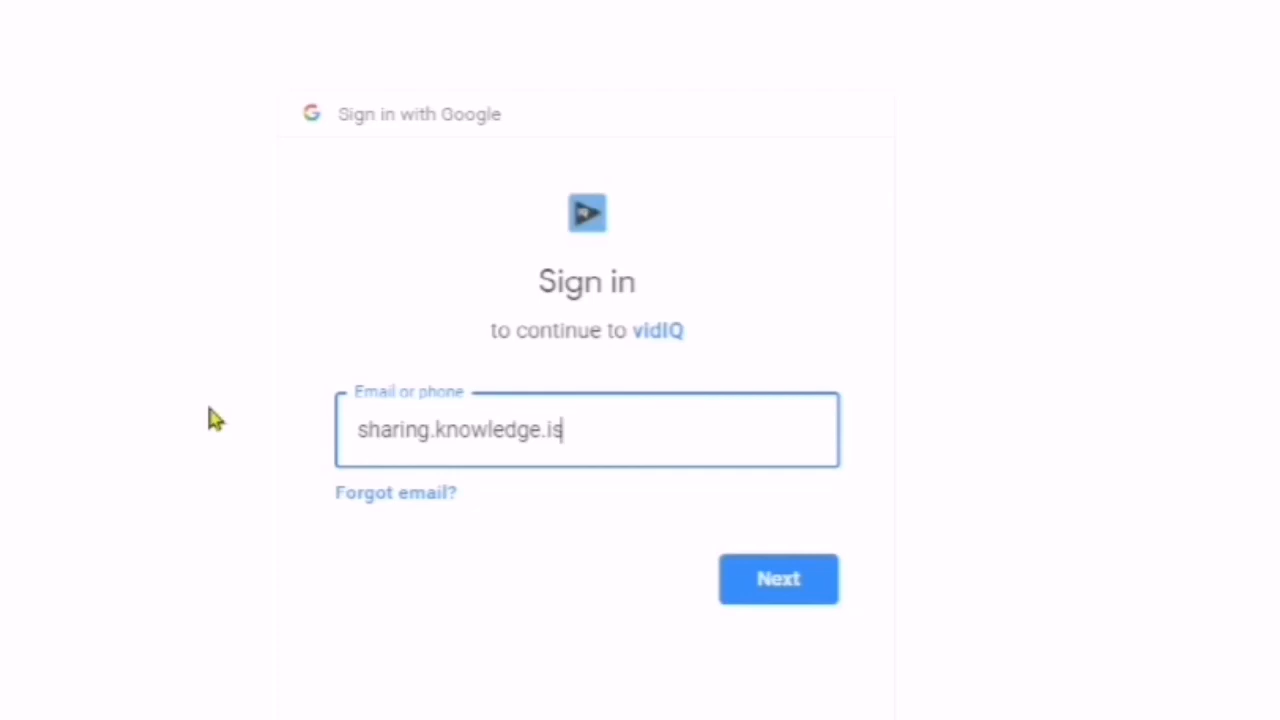 Sign in with Google
Sign in
to continue to vidIQ
Email or phone
sharing.knowledge.is
Forgot email?
Next